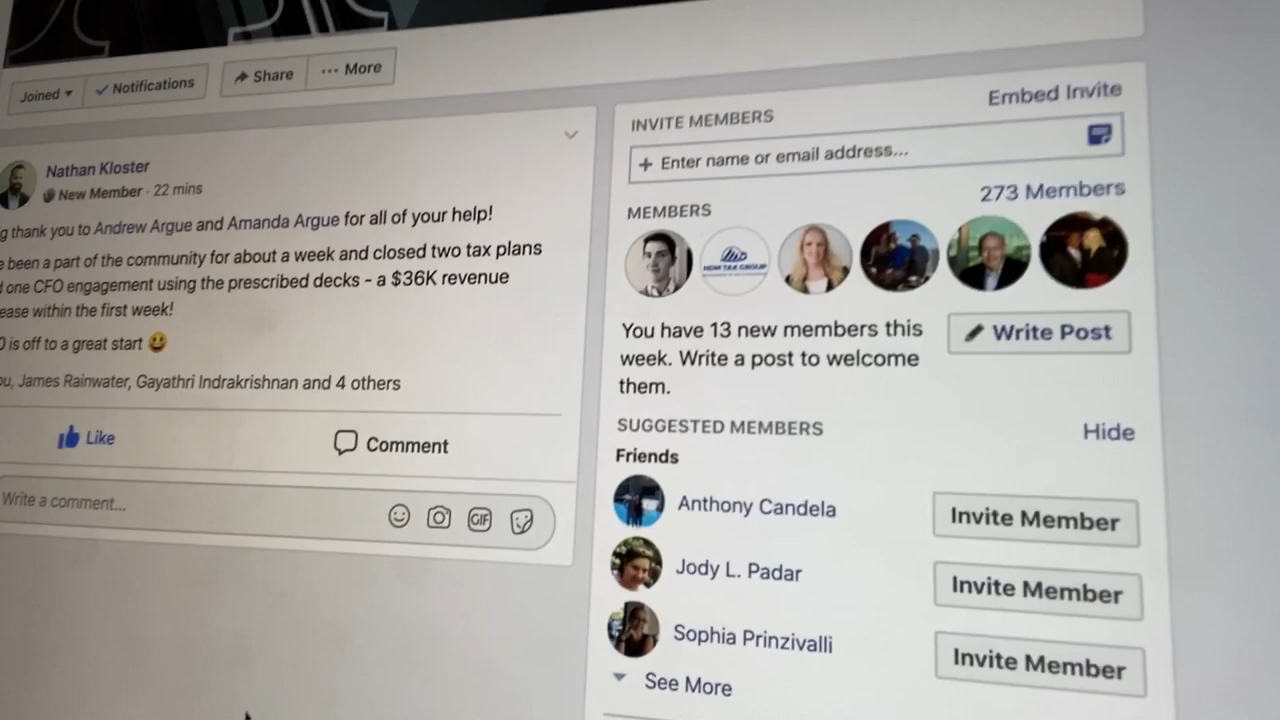 Joined
Notifications
Share
More
Nathan Kloster
New Member · 22 mins
thank you to Andrew Argue and Amanda Argue for all of your help!
been a part of the community for about a week and closed two tax plans
one CFO engagement using the prescribed decks - a $36K revenue
ease within the first week!
is off to a great start 😀
James Rainwater, Gayathri Indrakrishnan and 4 others
Like
Comment
Write a comment...
GIF
Embed Invite
INVITE MEMBERS
+ Enter name or email address...
273 Members
MEMBERS
TAX GROUP
You have 13 new members this
week. Write a post to welcome
them.
Write Post
SUGGESTED MEMBERS
Hide
Friends
Anthony Candela
Invite Member
Jody L. Padar
Invite Member
Sophia Prinzivalli
Invite Member
See More